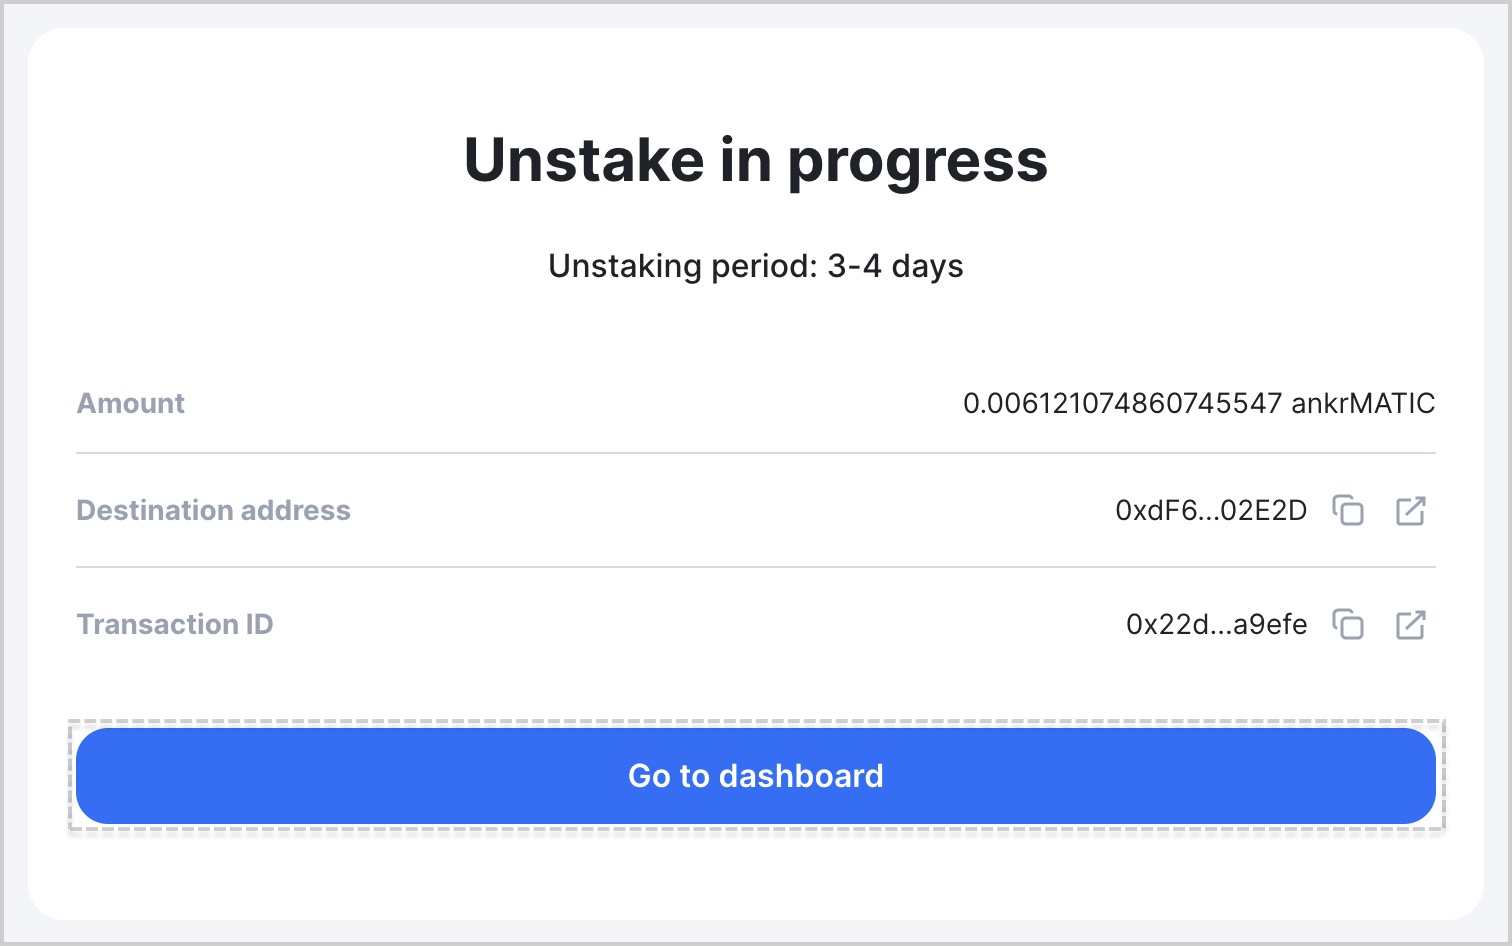 Unstake in progress
Unstaking period: 3-4 days
Amount 0.006121074860745547 ankrMATIC
Destination address 0xdF6...02E2D
Transaction ID 0x22d...a9efe
Go to dashboard